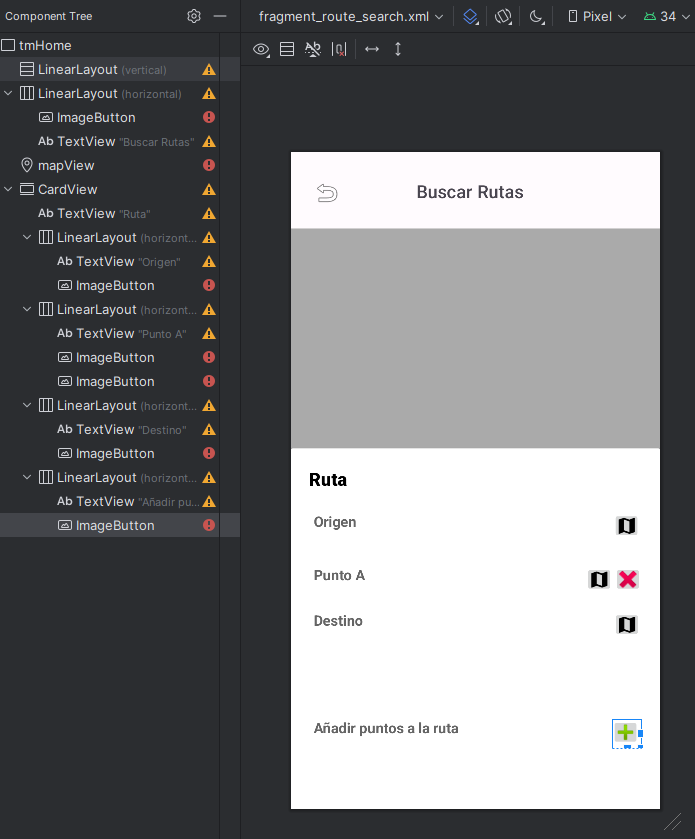 Component Tree
fragment_route_search.xml
Pixel
34
tmHome
LinearLayout (vertical)
LinearLayout (horizontal)
ImageButton
Ab TextView "Buscar Rutas"
mapView
CardView
Ab TextView "Ruta"
LinearLayout (horizont...
Ab TextView "Origen"
ImageButton
LinearLayout (horizont...
Ab TextView "Punto A"
ImageButton
ImageButton
LinearLayout (horizont...
Ab TextView "Destino"
ImageButton
LinearLayout (horizont...
Ab TextView "Añadir pu...
ImageButton
Buscar Rutas
Ruta
Origen
Punto A
Destino
Añadir puntos a la ruta